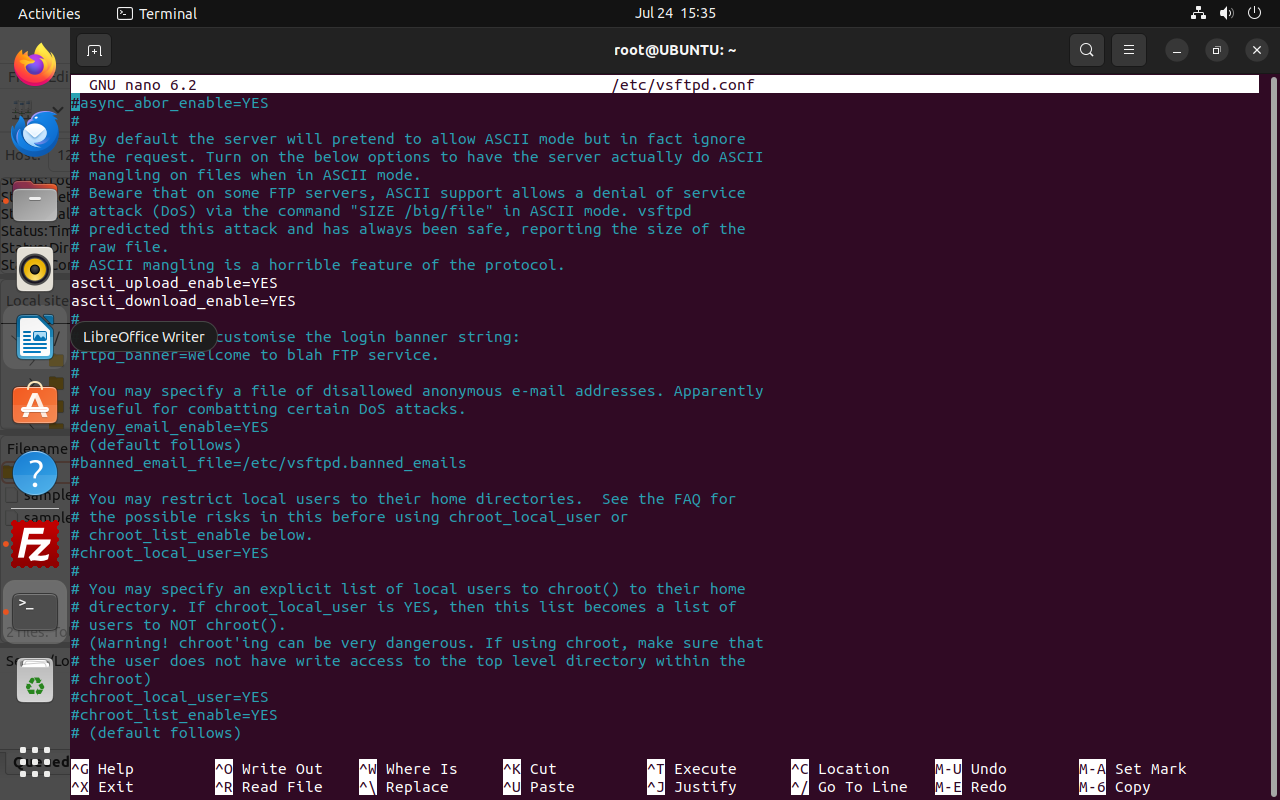 Activities
Terminal
Jul 24 15:35
root@UBUNTU: ~
GNU nano 6.2
/etc/vsftpd.conf
#async_abor_enable=YES
#
# By default the server will pretend to allow ASCII mode but in fact ignore
# the request. Turn on the below options to have the server actually do ASCII
# mangling on files when in ASCII mode.
# Beware that on some FTP servers, ASCII support allows a denial of service
# attack (DoS) via the command "SIZE /big/file" in ASCII mode. vsftpd
# predicted this attack and has always been safe, reporting the size of the
# raw file.
# ASCII mangling is a horrible feature of the protocol.
ascii_upload_enable=YES
ascii_download_enable=YES
#
LibreOffice Writer
customise the login banner string:
#ftpd_banner=Welcome to blah FTP service.
#
# You may specify a file of disallowed anonymous e-mail addresses. Apparently
# useful for combatting certain DoS attacks.
#deny_email_enable=YES
# (default follows)
#banned_email_file=/etc/vsftpd.banned_emails
#
# You may restrict local users to their home directories.  See the FAQ for
# the possible risks in this before using chroot_local_user or
# chroot_list_enable below.
#chroot_local_user=YES
#
# You may specify an explicit list of local users to chroot() to their home
# directory. If chroot_local_user is YES, then this list becomes a list of
# users to NOT chroot().
# (Warning! chroot'ing can be very dangerous. If using chroot, make sure that
# the user does not have write access to the top level directory within the
# chroot)
#chroot_local_user=YES
#chroot_list_enable=YES
# (default follows)
^G Help ^O Write Out ^W Where Is ^K Cut ^T Execute ^C Location M-U Undo M-A Set Mark
^X Exit ^R Read File ^\ Replace ^U Paste ^J Justify ^/ Go To Line M-E Redo M-6 Copy
Host:
Status:
Local site
Filename
sample
sample
2 files. To
Queued